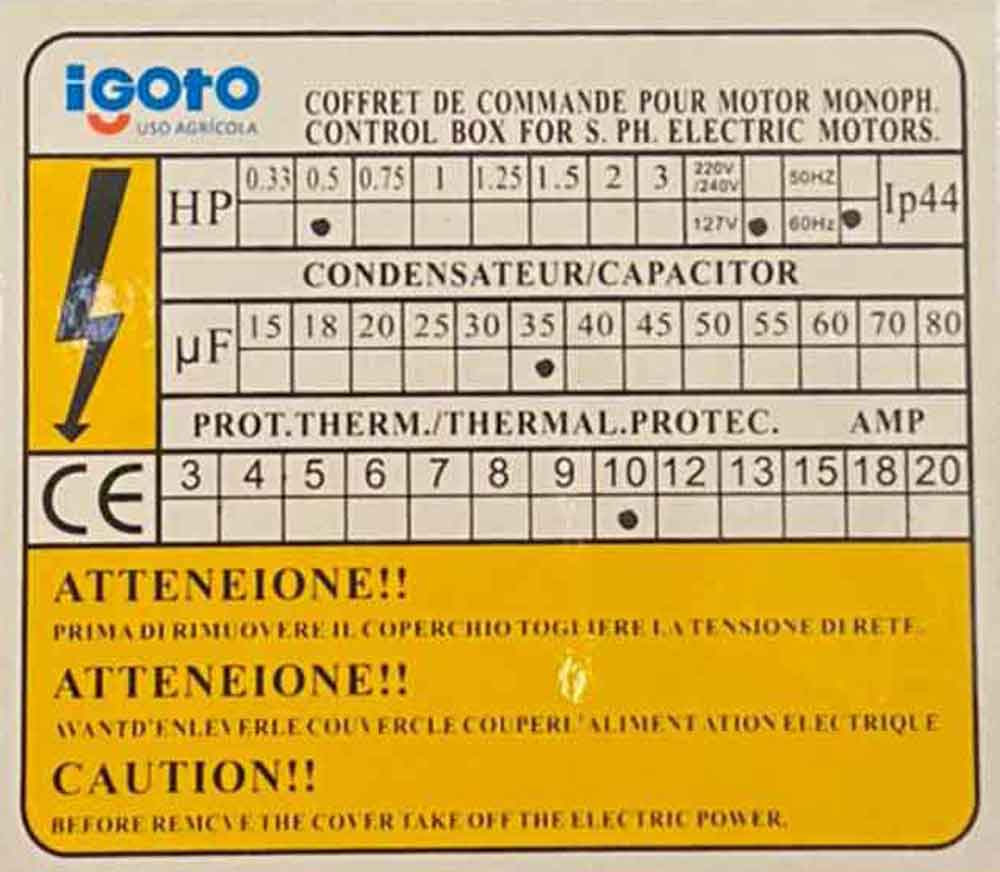 iGOtO
USO AGRÍCOLA
COFFRET DE COMMANDE POUR MOTOR MONOPH.
CONTROL BOX FOR S. PH. ELECTRIC MOTORS.
HP 0.33 0.5 0.75 1 1.25 1.5 2 3 220V/240V 50HZ Ip44
127V 60Hz
CONDENSATEUR/CAPACITOR
µF 15 18 20 25 30 35 40 45 50 55 60 70 80
PROT.THERM./THERMAL.PROTEC. AMP
CE 3 4 5 6 7 8 9 10 12 13 15 18 20
ATTENEIONE!!
PRIMA DI RIMUOVERE IL COPERCHIO TOGLIERE LA TENSIONE DI RETE.
ATTENEIONE!!
AVANTD'ENLEVERLE COUVERCLE COUPERL'ALIMENTATION ELECTRIQUE
CAUTION!!
BEFORE REMCVE THE COVER TAKE OFF THE ELECTRIC POWER.